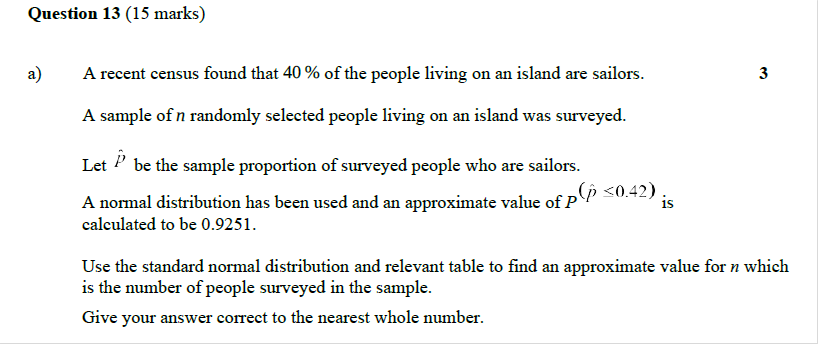 Question 13 (15 marks)
a) A recent census found that 40 % of the people living on an island are sailors. 3
A sample of n randomly selected people living on an island was surveyed.
Let p̂ be the sample proportion of surveyed people who are sailors.
A normal distribution has been used and an approximate value of P(p̂ ≤0.42) is
calculated to be 0.9251.
Use the standard normal distribution and relevant table to find an approximate value for n which
is the number of people surveyed in the sample.
Give your answer correct to the nearest whole number.